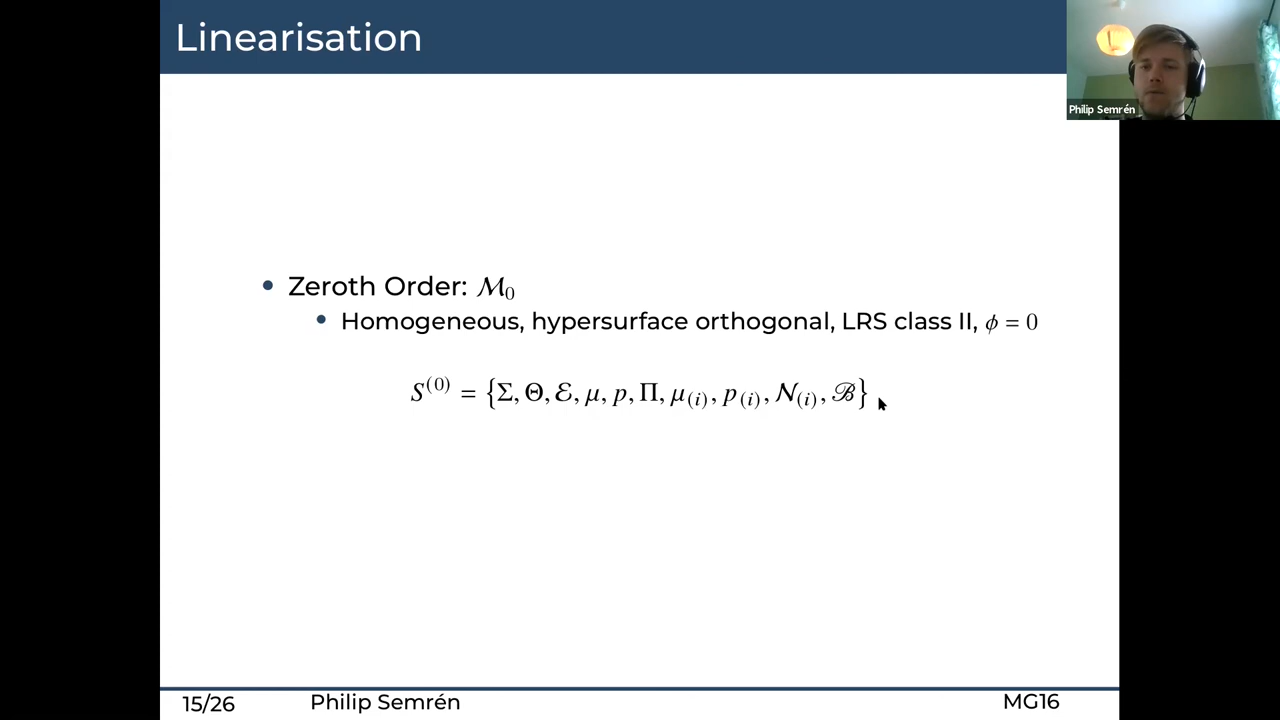 Linearisation
Philip Semrén
• Zeroth Order: 𝓜₀
• Homogeneous, hypersurface orthogonal, LRS class II, ϕ = 0
S⁽⁰⁾ = {Σ, Θ, ℰ, μ, p, Π, μ₍ᵢ₎, p₍ᵢ₎, 𝒩₍ᵢ₎, ℬ}
15/26 Philip Semrén MG16